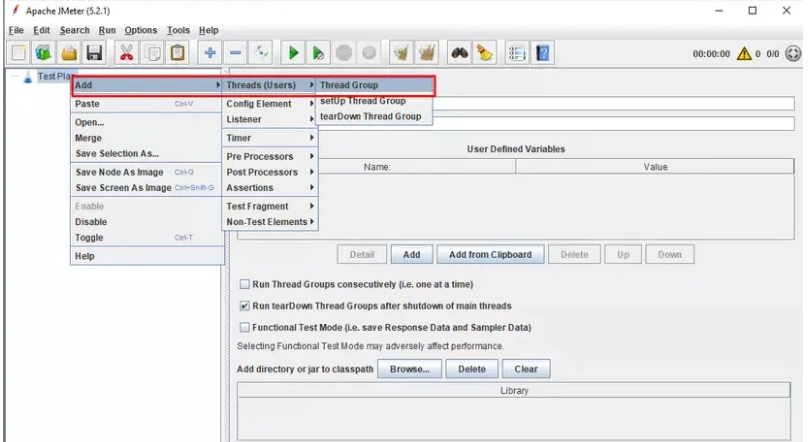 Apache JMeter (5.2.1)
File Edit Search Run Options Tools Help
00:00:00 0 0/0
Test Pla
Add Threads (Users) Thread Group
Paste Ctrl-V Config Element setUp Thread Group
Open... Listener tearDown Thread Group
Merge Timer
Save Selection As... Pre Processors
Save Node As Image Ctrl-G Post Processors
Save Screen As Image Ctrl+Shift-G Assertions
Enable Test Fragment
Disable Non-Test Elements
Toggle Ctrl-T
Help
User Defined Variables
Name: Value
Detail Add Add from Clipboard Delete Up Down
Run Thread Groups consecutively (i.e. one at a time)
Run tearDown Thread Groups after shutdown of main threads
Functional Test Mode (i.e. save Response Data and Sampler Data)
Selecting Functional Test Mode may adversely affect performance.
Add directory or jar to classpath Browse... Delete Clear
Library